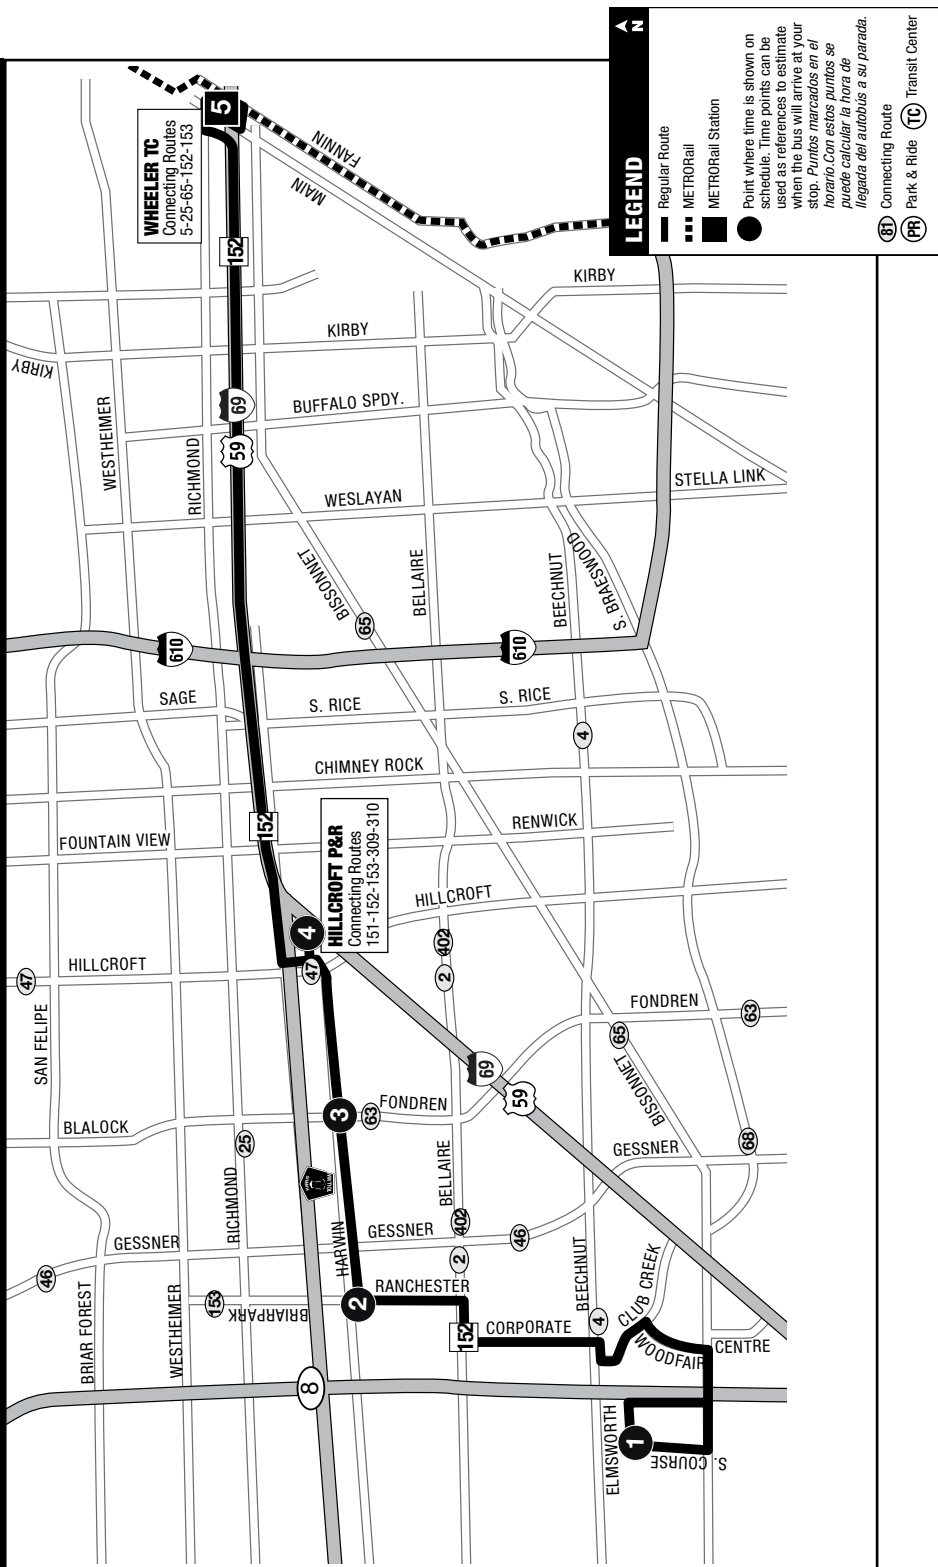 WHEELER TC
Connecting Routes
5-25-65-152-153
5
FANNIN
MAIN
152
KIRBY
KIRBY
KIRBY
69
59
BUFFALO SPDY.
WESTHEIMER
RICHMOND
WESLAYAN
STELLA LINK
BISSONNET
65
BELLAIRE
BEECHNUT
S. BRAESWOOD
610
610
SAGE
S. RICE
S. RICE
4
CHIMNEY ROCK
152
FOUNTAIN VIEW
RENWICK
HILLCROFT P&R
Connecting Routes
151-152-153-309-310
4
HILLCROFT
HILLCROFT
47
47
402
2
SAN FELIPE
FONDREN
63
65
BISSONNET
69
59
BLALOCK
3
63
FONDREN
25
GESSNER
68
RICHMOND
BELLAIRE
HARWIN
GESSNER
GESSNER
46
402
2
46
BRIAR FOREST
WESTHEIMER
153
BRIARPARK
2
RANCHESTER
152
CORPORATE
BEECHNUT
4
CLUB CREEK
WOODFAIR
CENTRE
8
ELMSWORTH
1
S. COURSE
LEGEND
N
Regular Route
METRORail
METRORail Station
Point where time is shown on
schedule. Time points can be
used as references to estimate
when the bus will arrive at your
stop. Puntos marcados en el
horario.Con estos puntos se
puede calcular la hora de
llegada del autobús a su parada.
81 Connecting Route
PR Park & Ride TC Transit Center